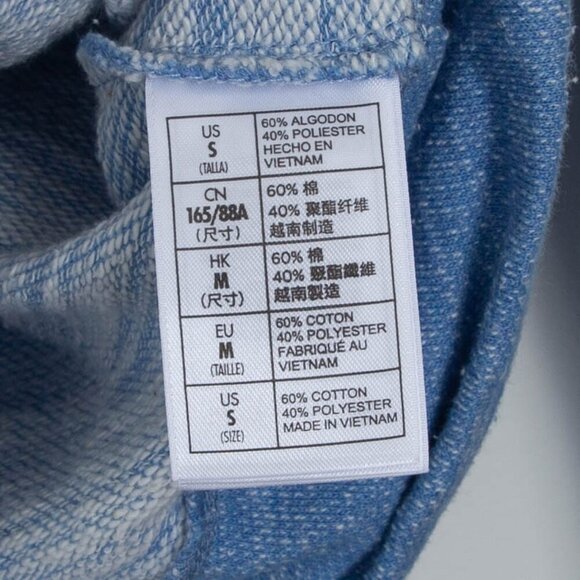 US
S
(TALLA)
60% ALGODON
40% POLIESTER
HECHO EN
VIETNAM
CN
165/88A
(尺寸)
60% 棉
40% 聚酯纤维
越南制造
HK
M
(尺寸)
60% 棉
40% 聚酯纖維
越南製造
EU
M
(TAILLE)
60% COTON
40% POLYESTER
FABRIQUÉ AU
VIETNAM
US
S
(SIZE)
60% COTTON
40% POLYESTER
MADE IN VIETNAM